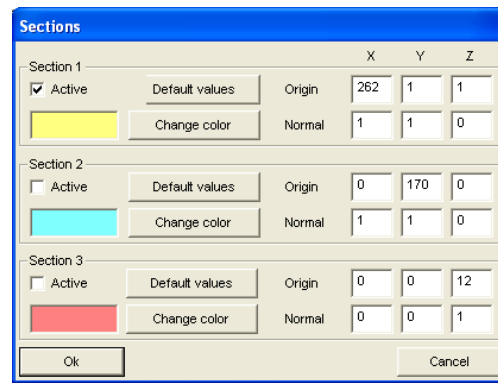 Sections
X Y Z
Section 1
Active Default values Origin 262 1 1
Change color Normal 1 1 0
Section 2
Active Default values Origin 0 170 0
Change color Normal 1 1 0
Section 3
Active Default values Origin 0 0 12
Change color Normal 0 0 1
Ok Cancel